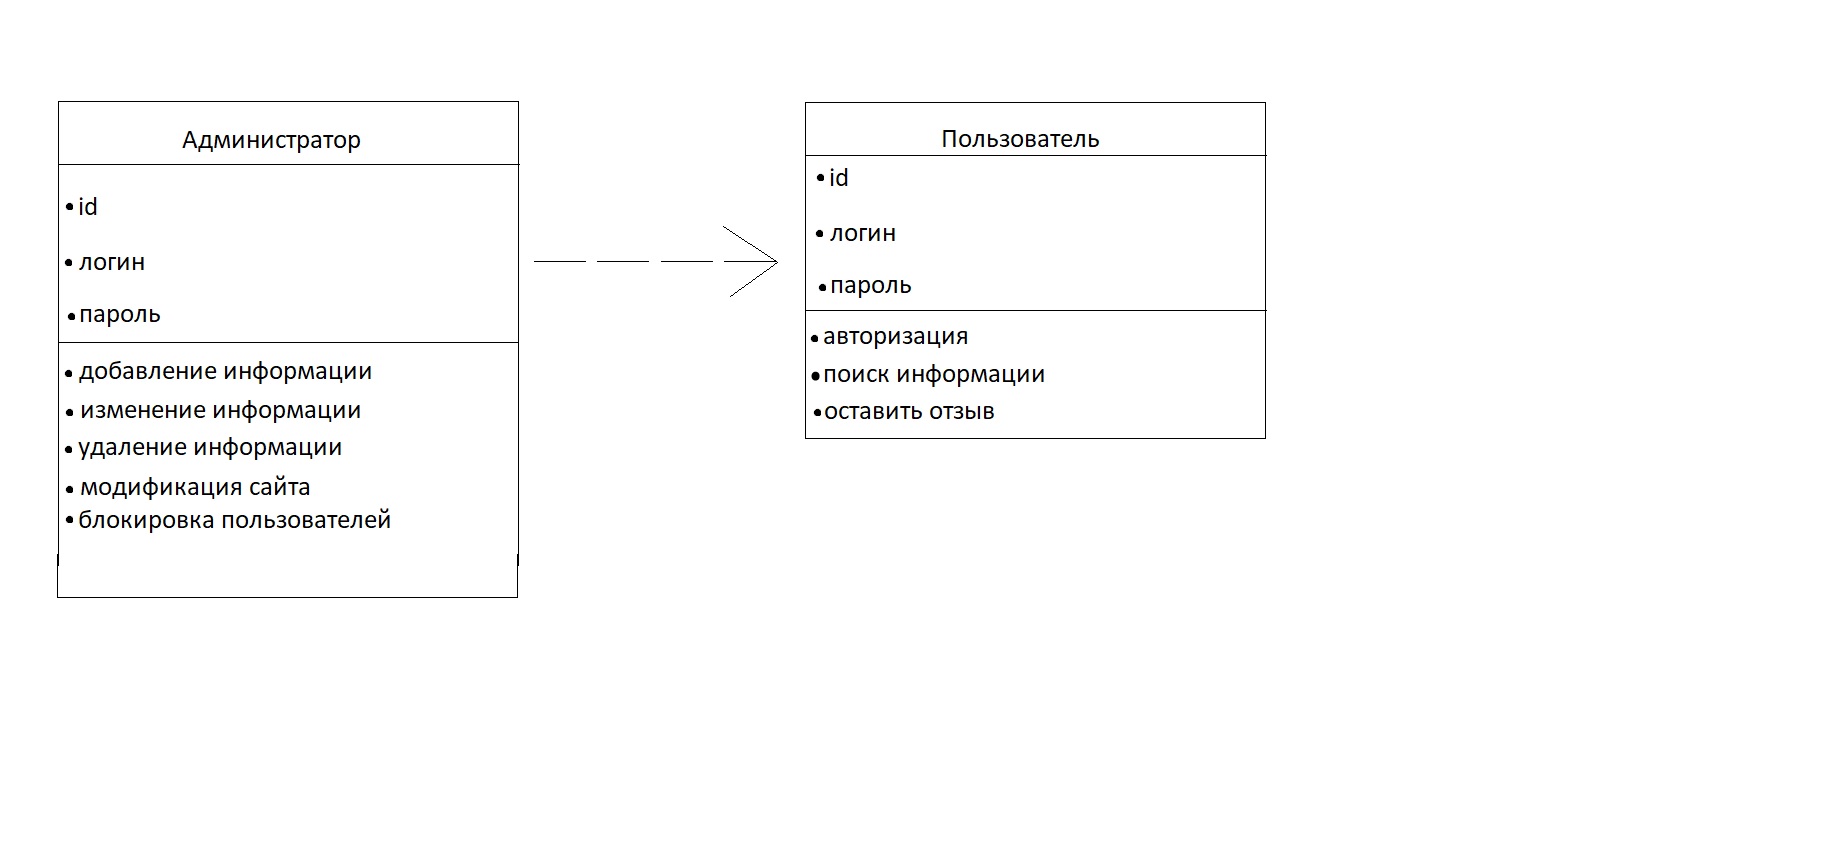 Администратор
• id
• логин
• пароль
• добавление информации
• изменение информации
• удаление информации
• модификация сайта
• блокировка пользователей
Пользователь
• id
• логин
• пароль
• авторизация
• поиск информации
• оставить отзыв